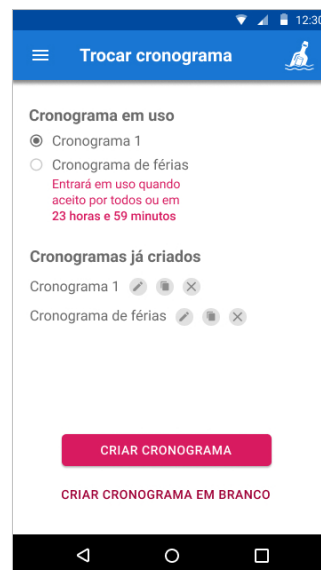 12:30
Trocar cronograma
Cronograma em uso
Cronograma 1
Cronograma de férias
Entrará em uso quando
aceito por todos ou em
23 horas e 59 minutos
Cronogramas já criados
Cronograma 1
Cronograma de férias
CRIAR CRONOGRAMA
CRIAR CRONOGRAMA EM BRANCO